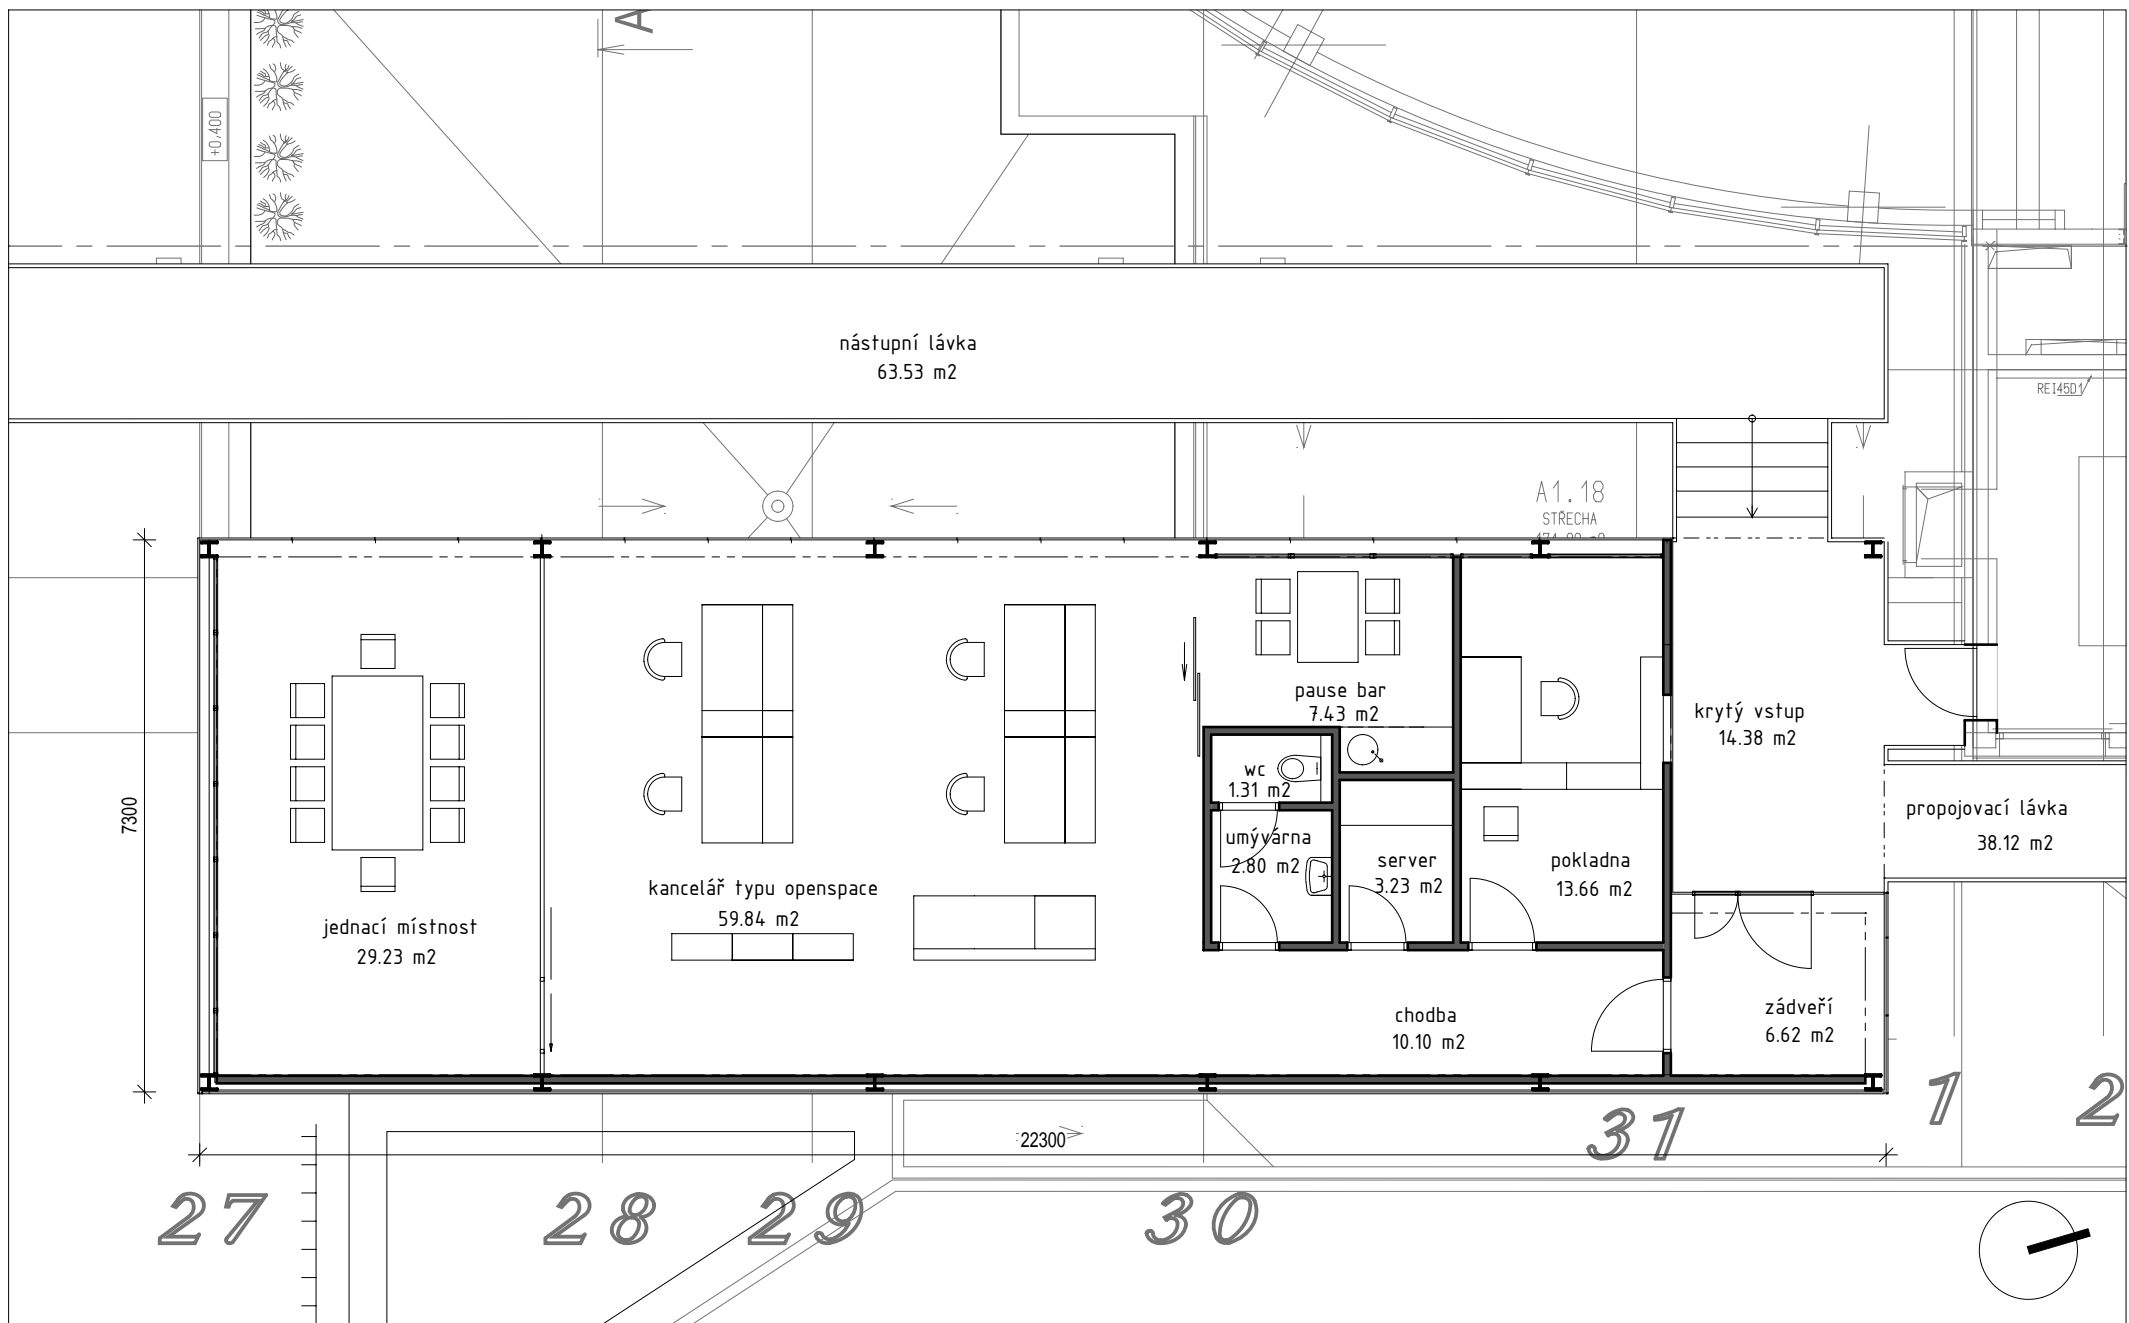 A
+0,400
nástupní lávka
63.53 m2
REI45D1
A1.18
STŘECHA
pause bar
7.43 m2
krytý vstup
14.38 m2
wc
1.31 m2
propojovací lávka
38.12 m2
umývárna
2.80 m2
server
3.23 m2
pokladna
13.66 m2
kancelář typu openspace
59.84 m2
jednací místnost
29.23 m2
7300
chodba
10.10 m2
zádveří
6.62 m2
22300
31
1
2
27
28
29
30